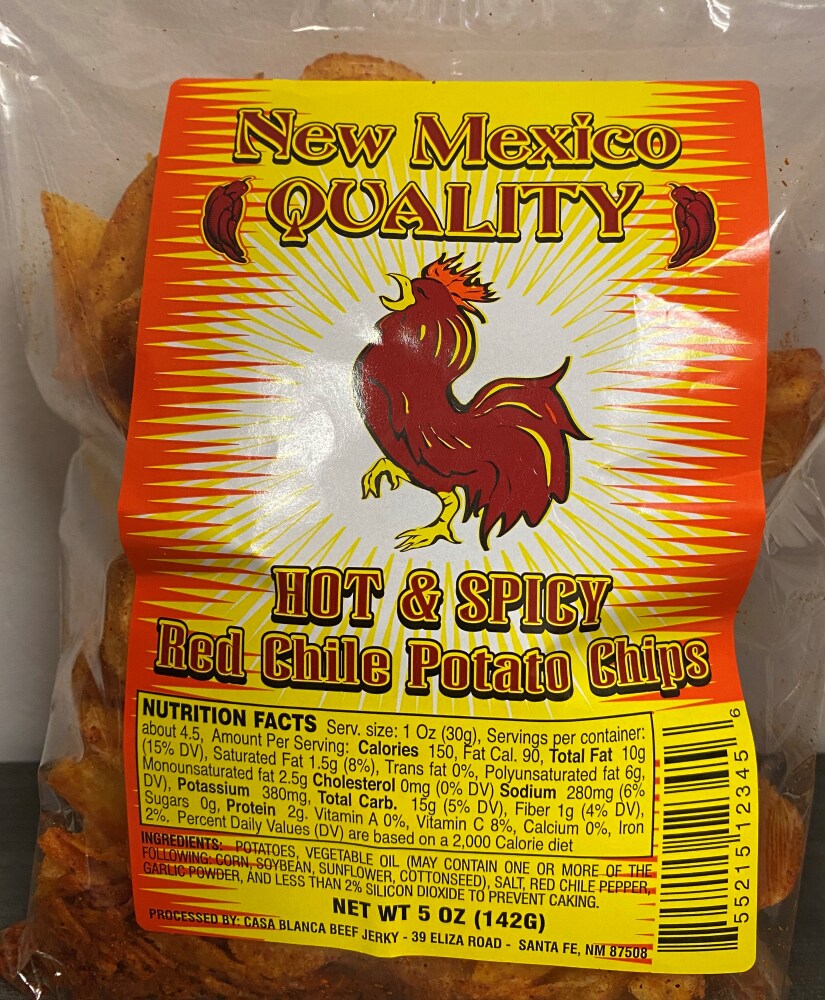 New Mexico
QUALITY
HOT & SPICY
Red Chile Potato Chips
NUTRITION FACTS Serv. size: 1 Oz (30g), Servings per container:
about 4.5, Amount Per Serving: Calories 150, Fat Cal. 90, Total Fat 10g
(15% DV), Saturated Fat 1.5g (8%), Trans fat 0%, Polyunsaturated fat 6g,
Monounsaturated fat 2.5g Cholesterol 0mg (0% DV) Sodium 280mg (6%
DV), Potassium 380mg, Total Carb. 15g (5% DV), Fiber 1g (4% DV),
Sugars 0g, Protein 2g. Vitamin A 0%, Vitamin C 8%, Calcium 0%, Iron
2%. Percent Daily Values (DV) are based on a 2,000 Calorie diet
INGREDIENTS: POTATOES, VEGETABLE OIL (MAY CONTAIN ONE OR MORE OF THE
FOLLOWING: CORN, SOYBEAN, SUNFLOWER, COTTONSEED), SALT, RED CHILE PEPPER,
GARLIC POWDER, AND LESS THAN 2% SILICON DIOXIDE TO PREVENT CAKING.
NET WT 5 OZ (142G)
PROCESSED BY: CASA BLANCA BEEF JERKY - 39 ELIZA ROAD - SANTA FE, NM 87508
55215 12345 6